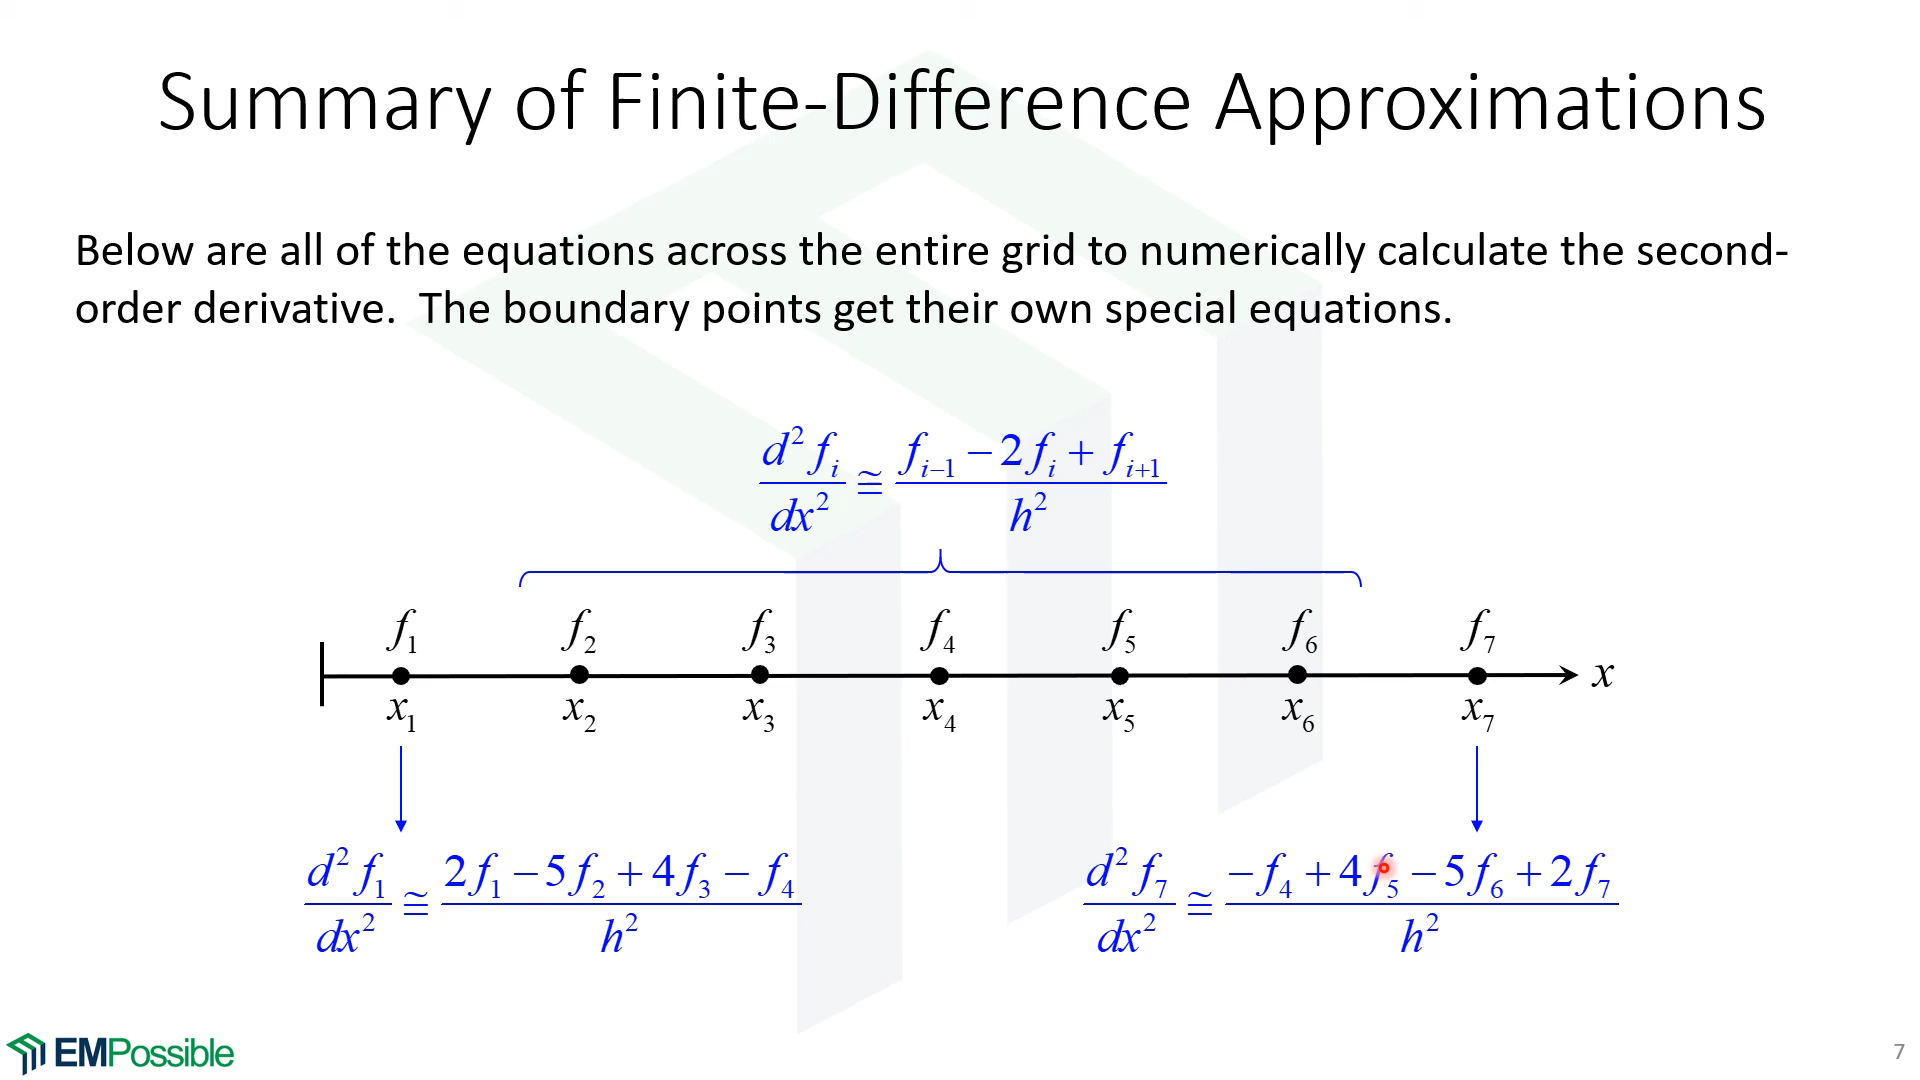 Summary of Finite-Difference Approximations
Below are all of the equations across the entire grid to numerically calculate the second-
order derivative.  The boundary points get their own special equations.
d²fᵢ/dx² ≅ (fᵢ₋₁ − 2fᵢ + fᵢ₊₁)/h²
f₁ f₂ f₃ f₄ f₅ f₆ f₇
x
x₁ x₂ x₃ x₄ x₅ x₆ x₇
d²f₁/dx² ≅ (2f₁ − 5f₂ + 4f₃ − f₄)/h²
d²f₇/dx² ≅ (−f₄ + 4f₅ − 5f₆ + 2f₇)/h²
EMPossible
7